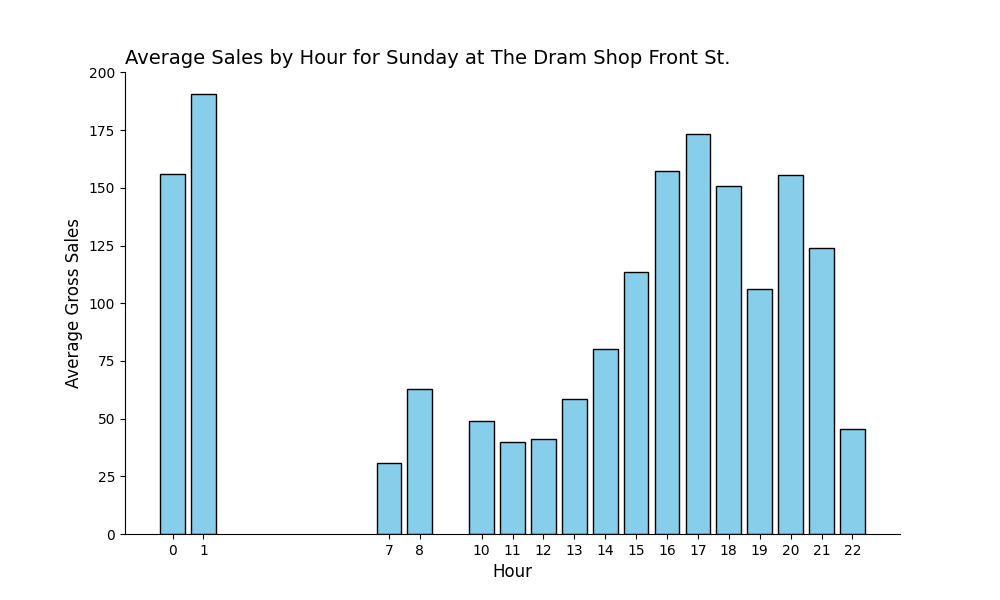 Average Sales by Hour for Sunday at The Dram Shop Front St.
Average Gross Sales
200
175
150
125
100
75
50
25
0
0 1 7 8 10 11 12 13 14 15 16 17 18 19 20 21 22
Hour